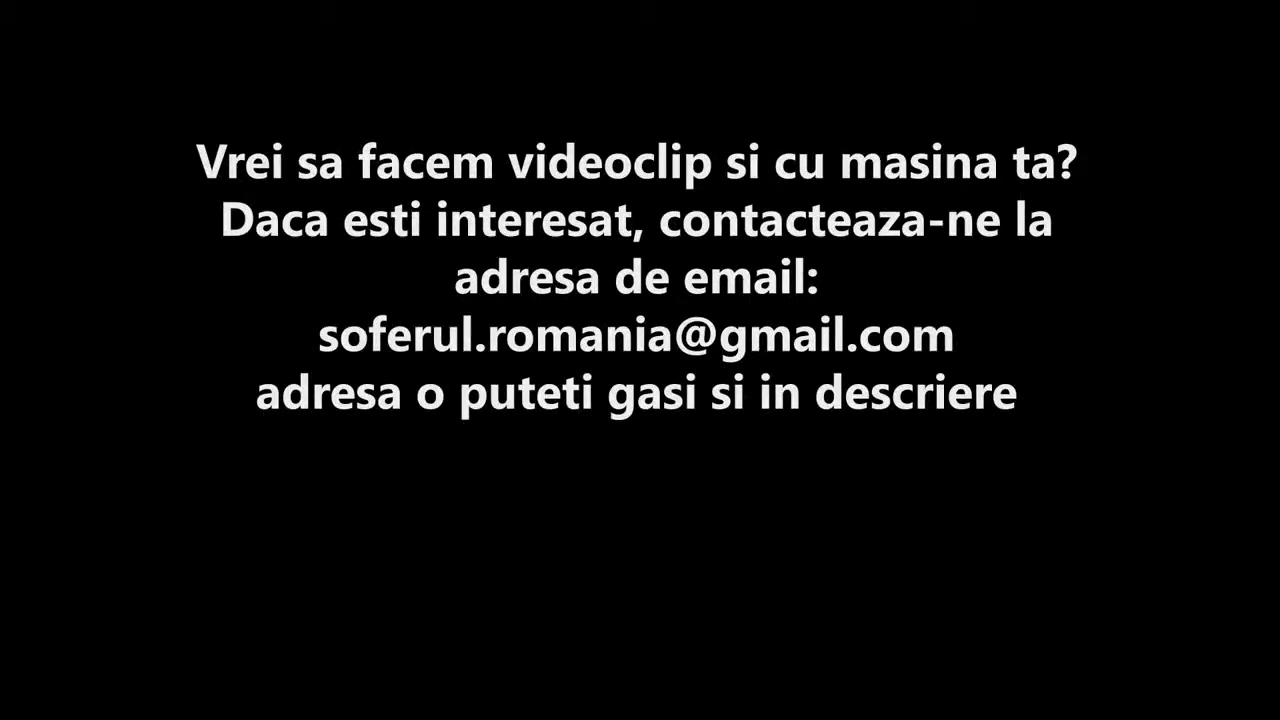 Vrei sa facem videoclip si cu masina ta?
Daca esti interesat, contacteaza-ne la
adresa de email:
soferul.romania@gmail.com
adresa o puteti gasi si in descriere